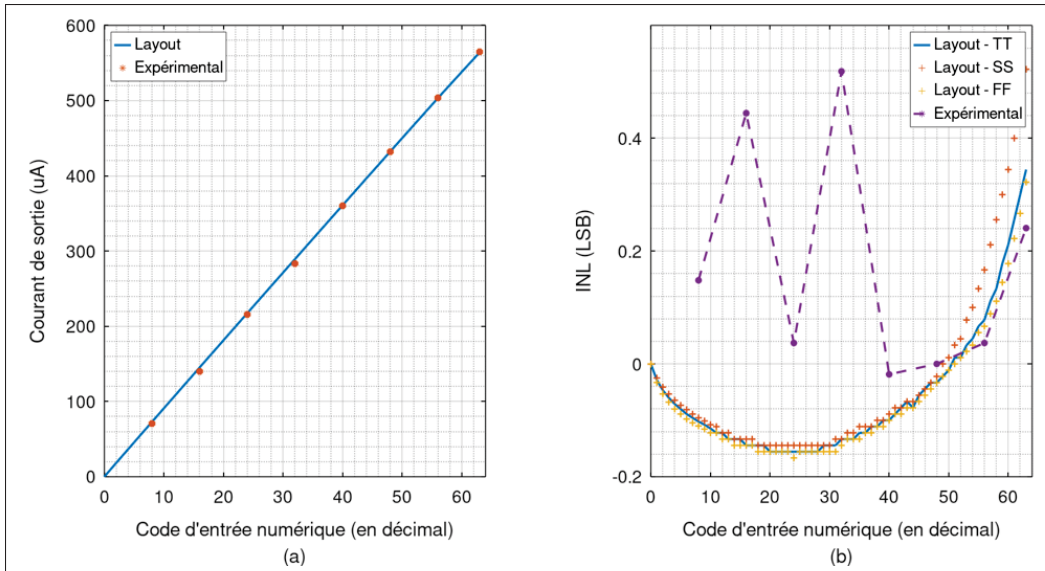 600
500
400
300
200
100
0
0 10 20 30 40 50 60
Courant de sortie (uA)
Layout
Expérimental
Code d'entrée numérique (en décimal)
(a)
0.4
0.2
0
-0.2
0 10 20 30 40 50 60
INL (LSB)
Layout - TT
Layout - SS
Layout - FF
Expérimental
Code d'entrée numérique (en décimal)
(b)